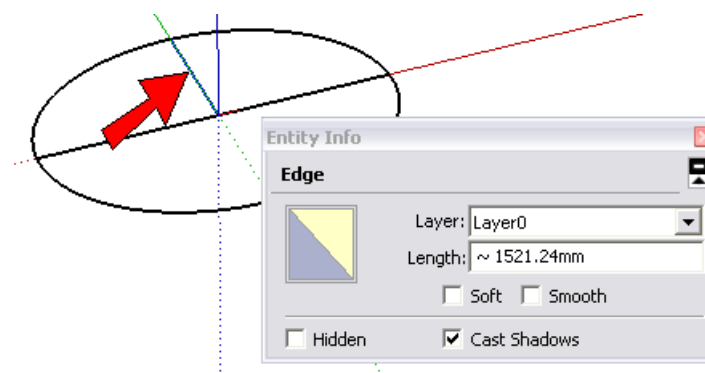 Entity Info
Edge
Layer: Layer0
Length: ~ 1521.24mm
Soft Smooth
Hidden Cast Shadows